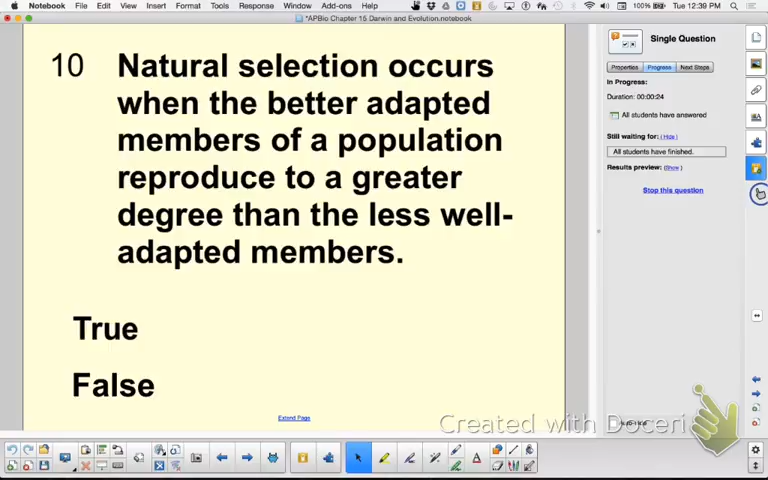 Notebook File Edit View Insert Format Tools Response Window Add-ons Help 100% Tue 12:39 PM
*APBio Chapter 15 Darwin and Evolution.notebook
10 Natural selection occurs
when the better adapted
members of a population
reproduce to a greater
degree than the less well-
adapted members.
True
False
Extend Page
Single Question
Properties Progress Next Steps
In Progress:
Duration: 00:00:24
All students have answered
Still waiting for: (Hide)
All students have finished.
Results preview: (Show)
Stop this question
Created with Doceri